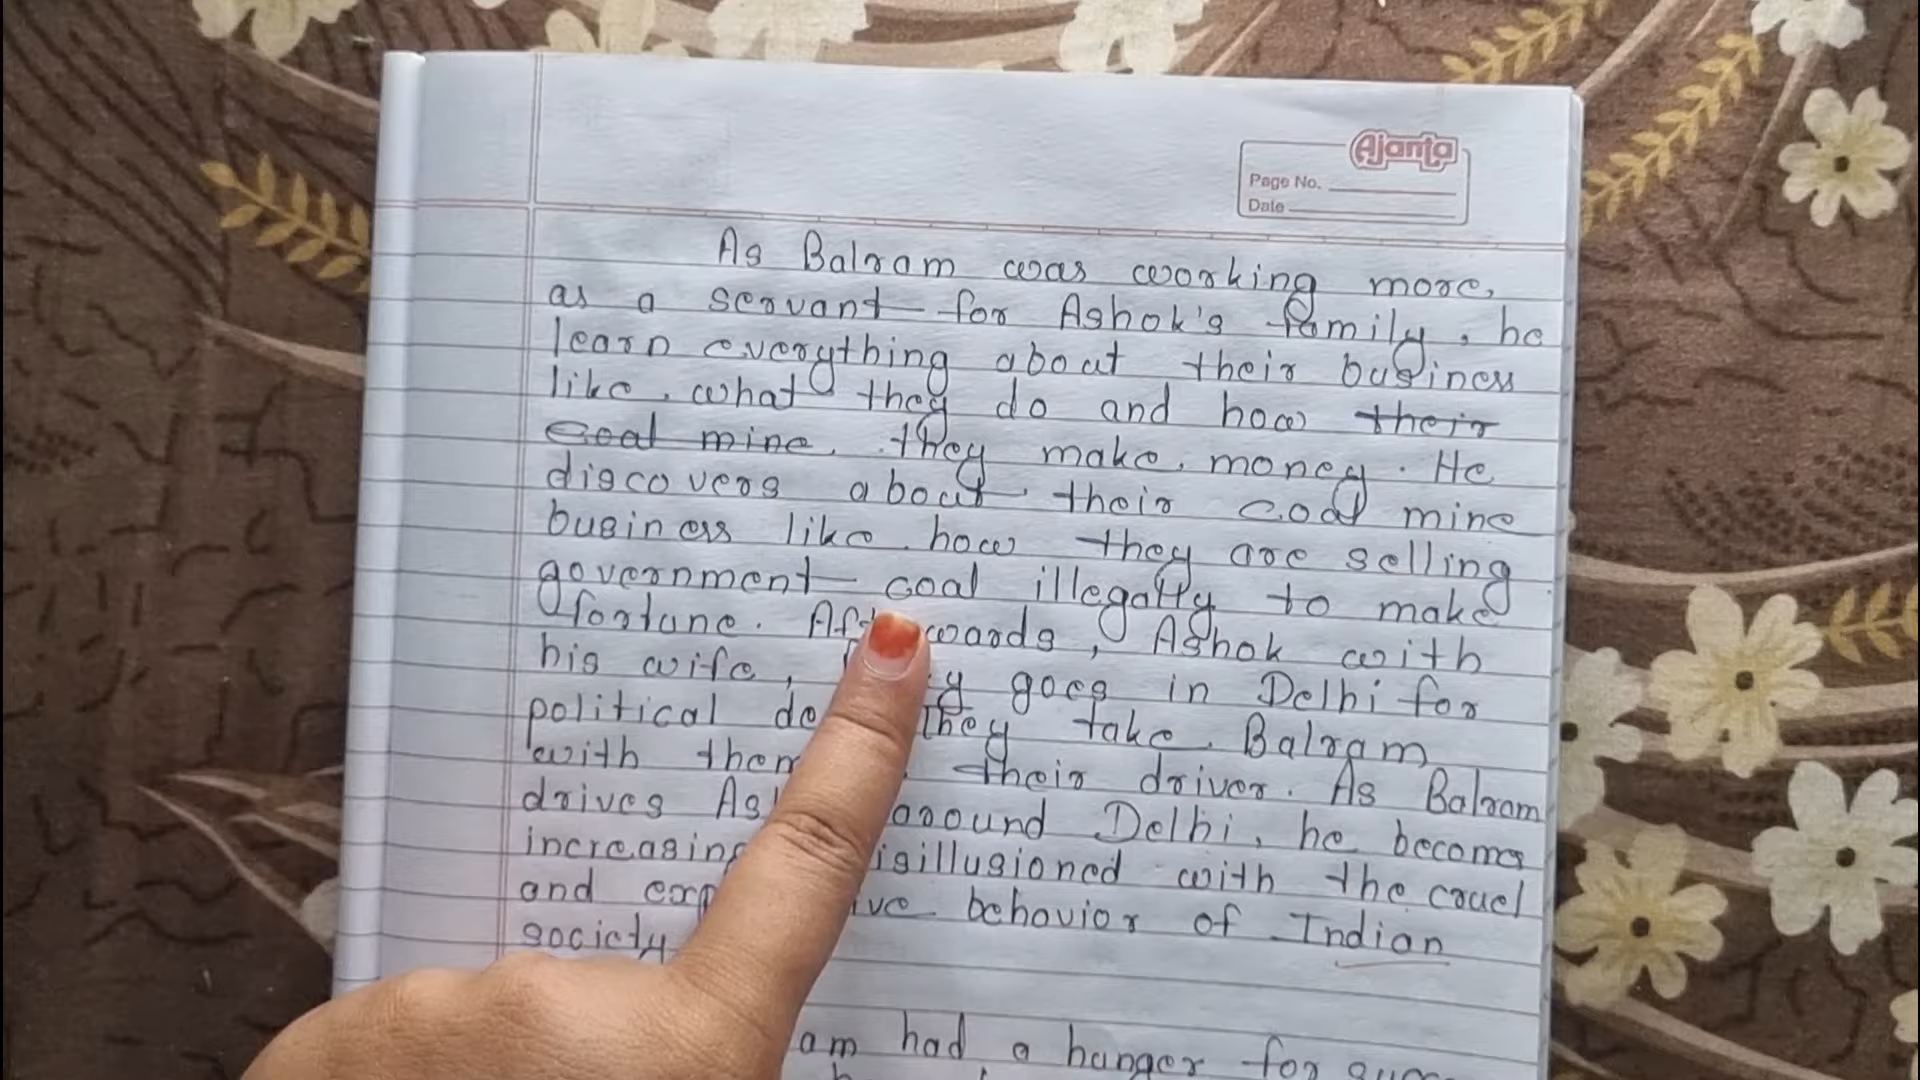 Ajanta
Page No.
Date
As Balram was working more,
as a servant for Ashok's family, he
learn everything about their business
like what they do and how their
coal mine they make money. He
discovers about their coal mine
business like how they are selling
government coal illegally to make
fortune. Afterwards, Ashok with
his wife, goes in Delhi for
political they take Balram
with their driver. As Balram
drives around Delhi, he becomes
increasing disillusioned with the cruel
and behavior of Indian
society
had a hunger for